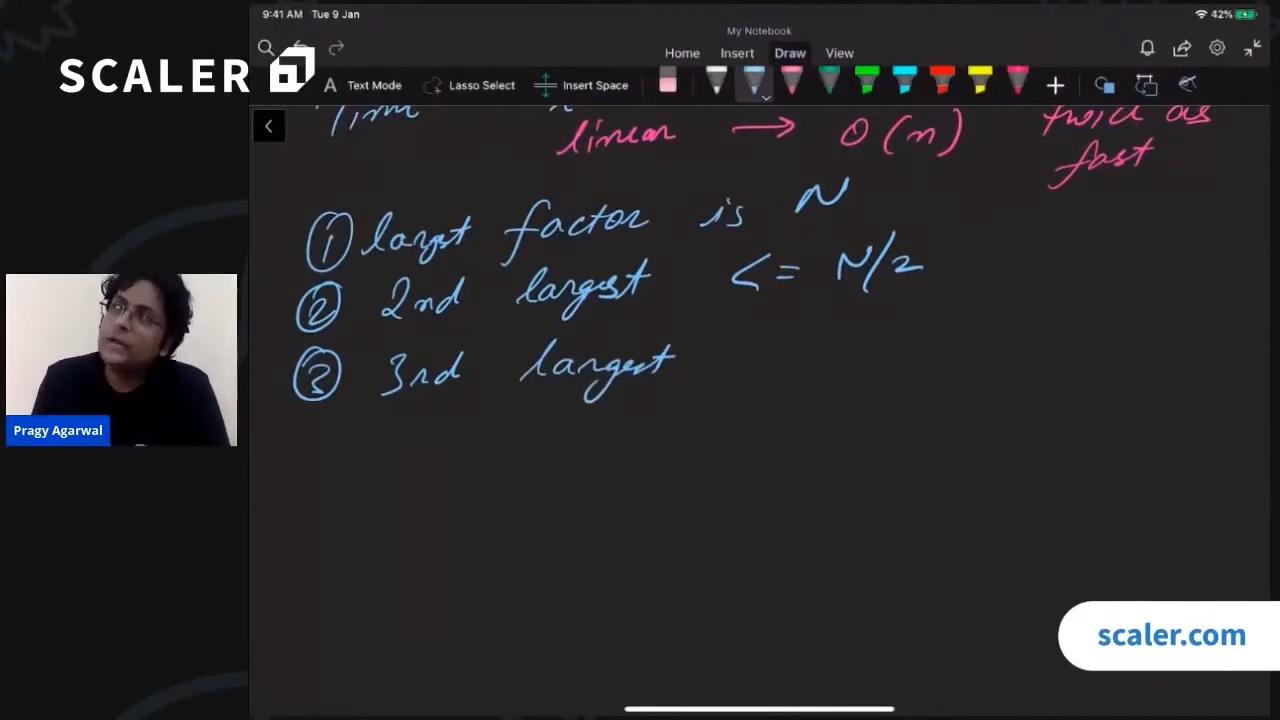 9:41 AM Tue 9 Jan
42%
My Notebook
Home Insert Draw View
SCALER
Text Mode Lasso Select Insert Space
Time
linear → O(n) twice as
fast
① largst factor is N
② 2nd largest <= N/2
③ 3rd largest
Pragy Agarwal
scaler.com